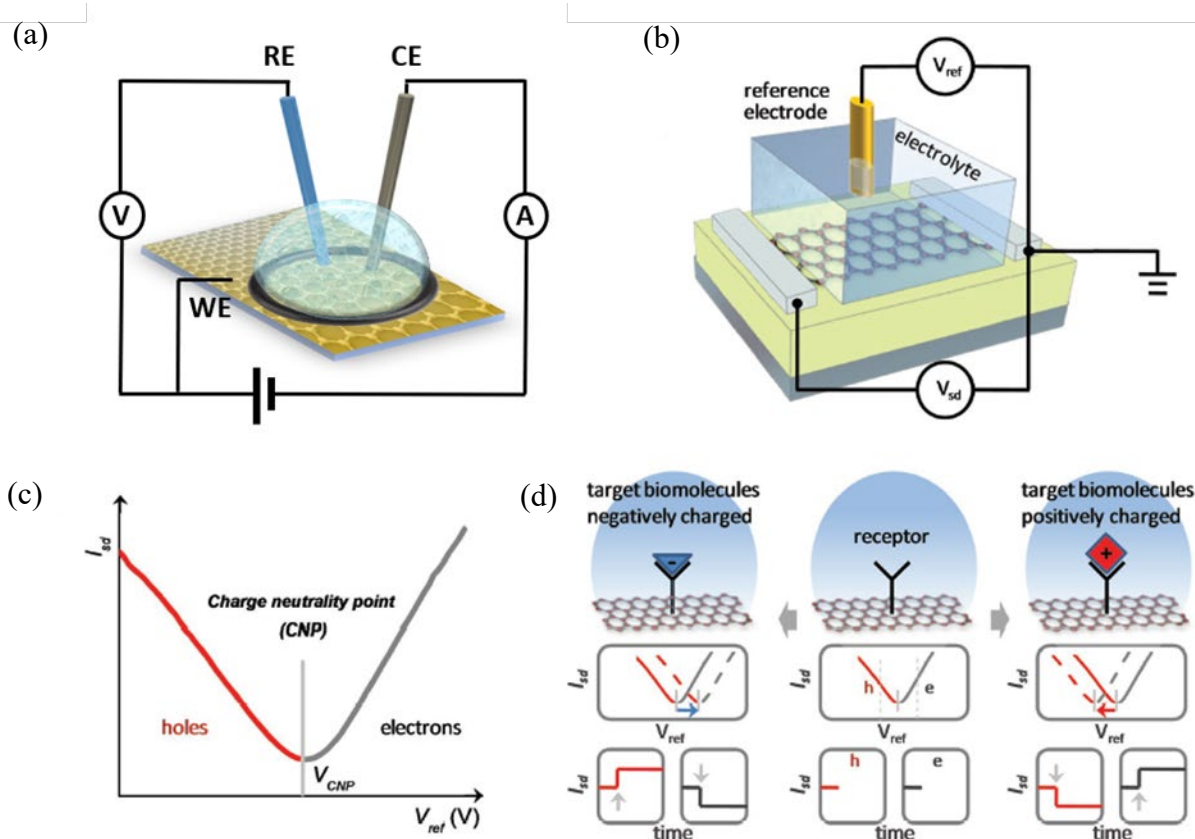 (a)
RE
CE
V
A
WE
(b)
V_ref
reference
electrode
electrolyte
V_sd
(c)
I_sd
Charge neutrality point
(CNP)
holes
electrons
V_CNP
V_ref (V)
(d)
target biomolecules
negatively charged
-
receptor
target biomolecules
positively charged
+
I_sd
V_ref
I_sd
h
e
V_ref
I_sd
V_ref
I_sd
time
I_sd
h
e
time
I_sd
time